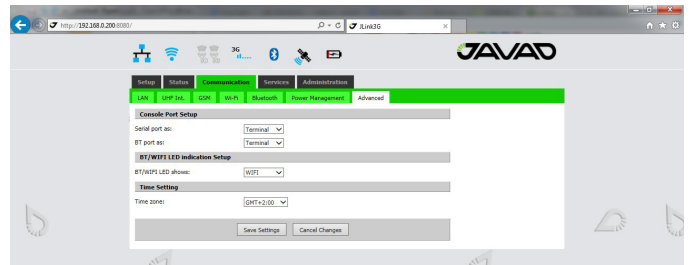 http://192.168.0.200:8080/
JLink3G
3G
JAVAD
Setup Status Communication Services Administration
LAN UHF Int. GSM Wi-Fi Bluetooth Power Management Advanced
Console Port Setup
Serial port as: Terminal
BT port as: Terminal
BT/WIFI LED indication Setup
BT/WIFI LED shows: WIFI
Time Setting
Time zone: GMT+2:00
Save Settings Cancel Changes